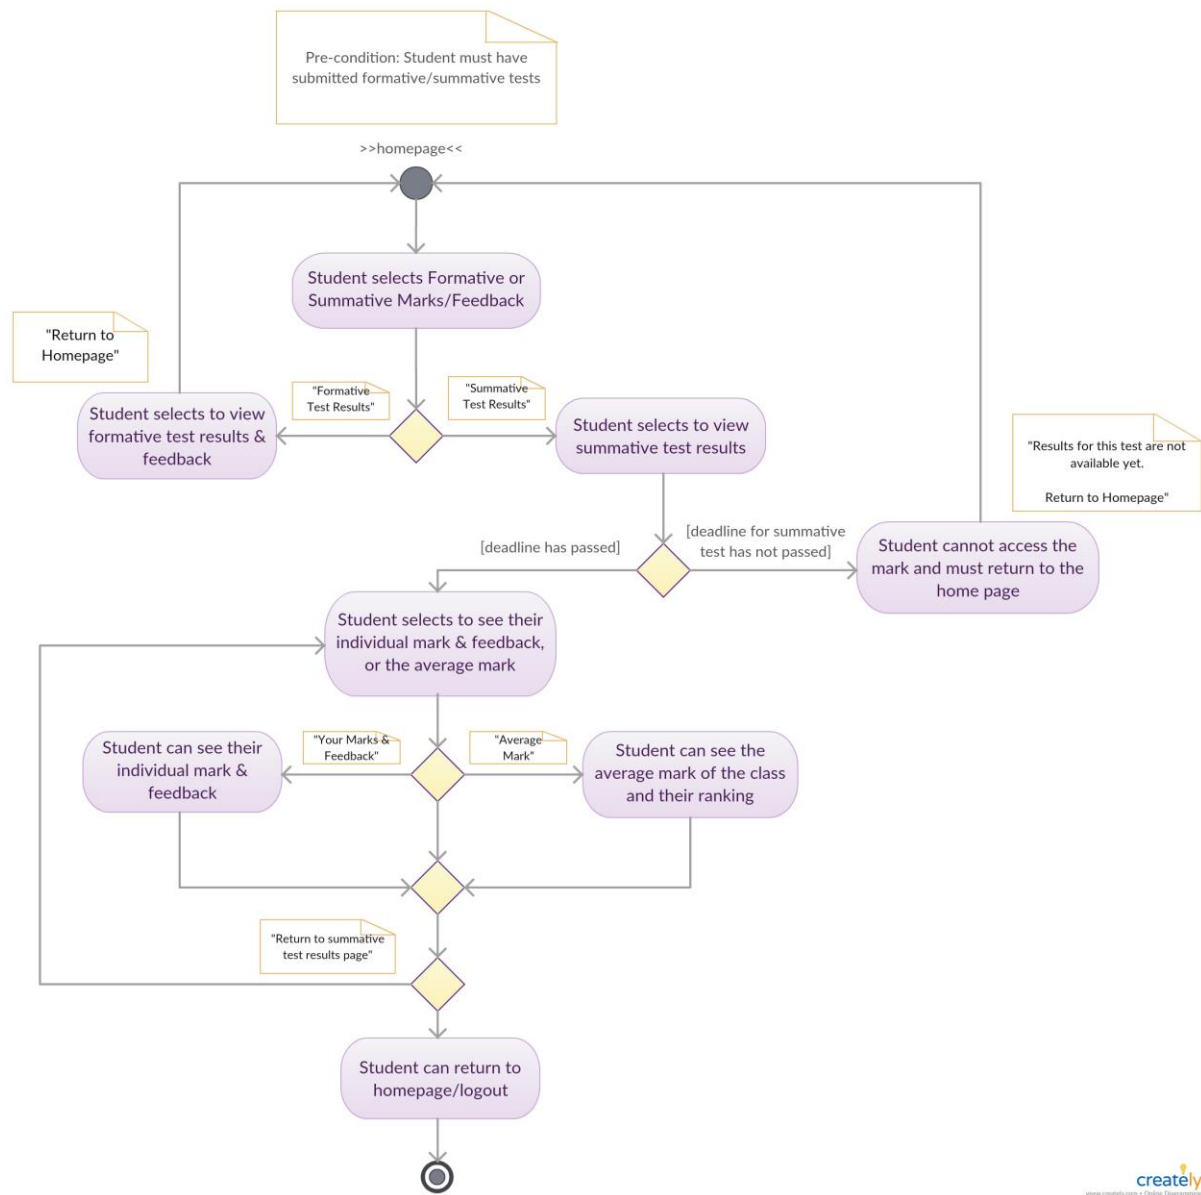 Pre-condition: Student must have
submitted formative/summative tests
>>homepage<<
Student selects Formative or
Summative Marks/Feedback
"Return to
Homepage"
"Formative
Test Results"
"Summative
Test Results"
Student selects to view
formative test results &
feedback
Student selects to view
summative test results
"Results for this test are not
available yet.
Return to Homepage"
[deadline has passed]
[deadline for summative
test has not passed]
Student cannot access the
mark and must return to the
home page
Student selects to see their
individual mark & feedback,
or the average mark
"Your Marks &
Feedback"
"Average
Mark"
Student can see their
individual mark &
feedback
Student can see the
average mark of the class
and their ranking
"Return to summative
test results page"
Student can return to
homepage/logout
creately
www.creately.com • Online Diagramming